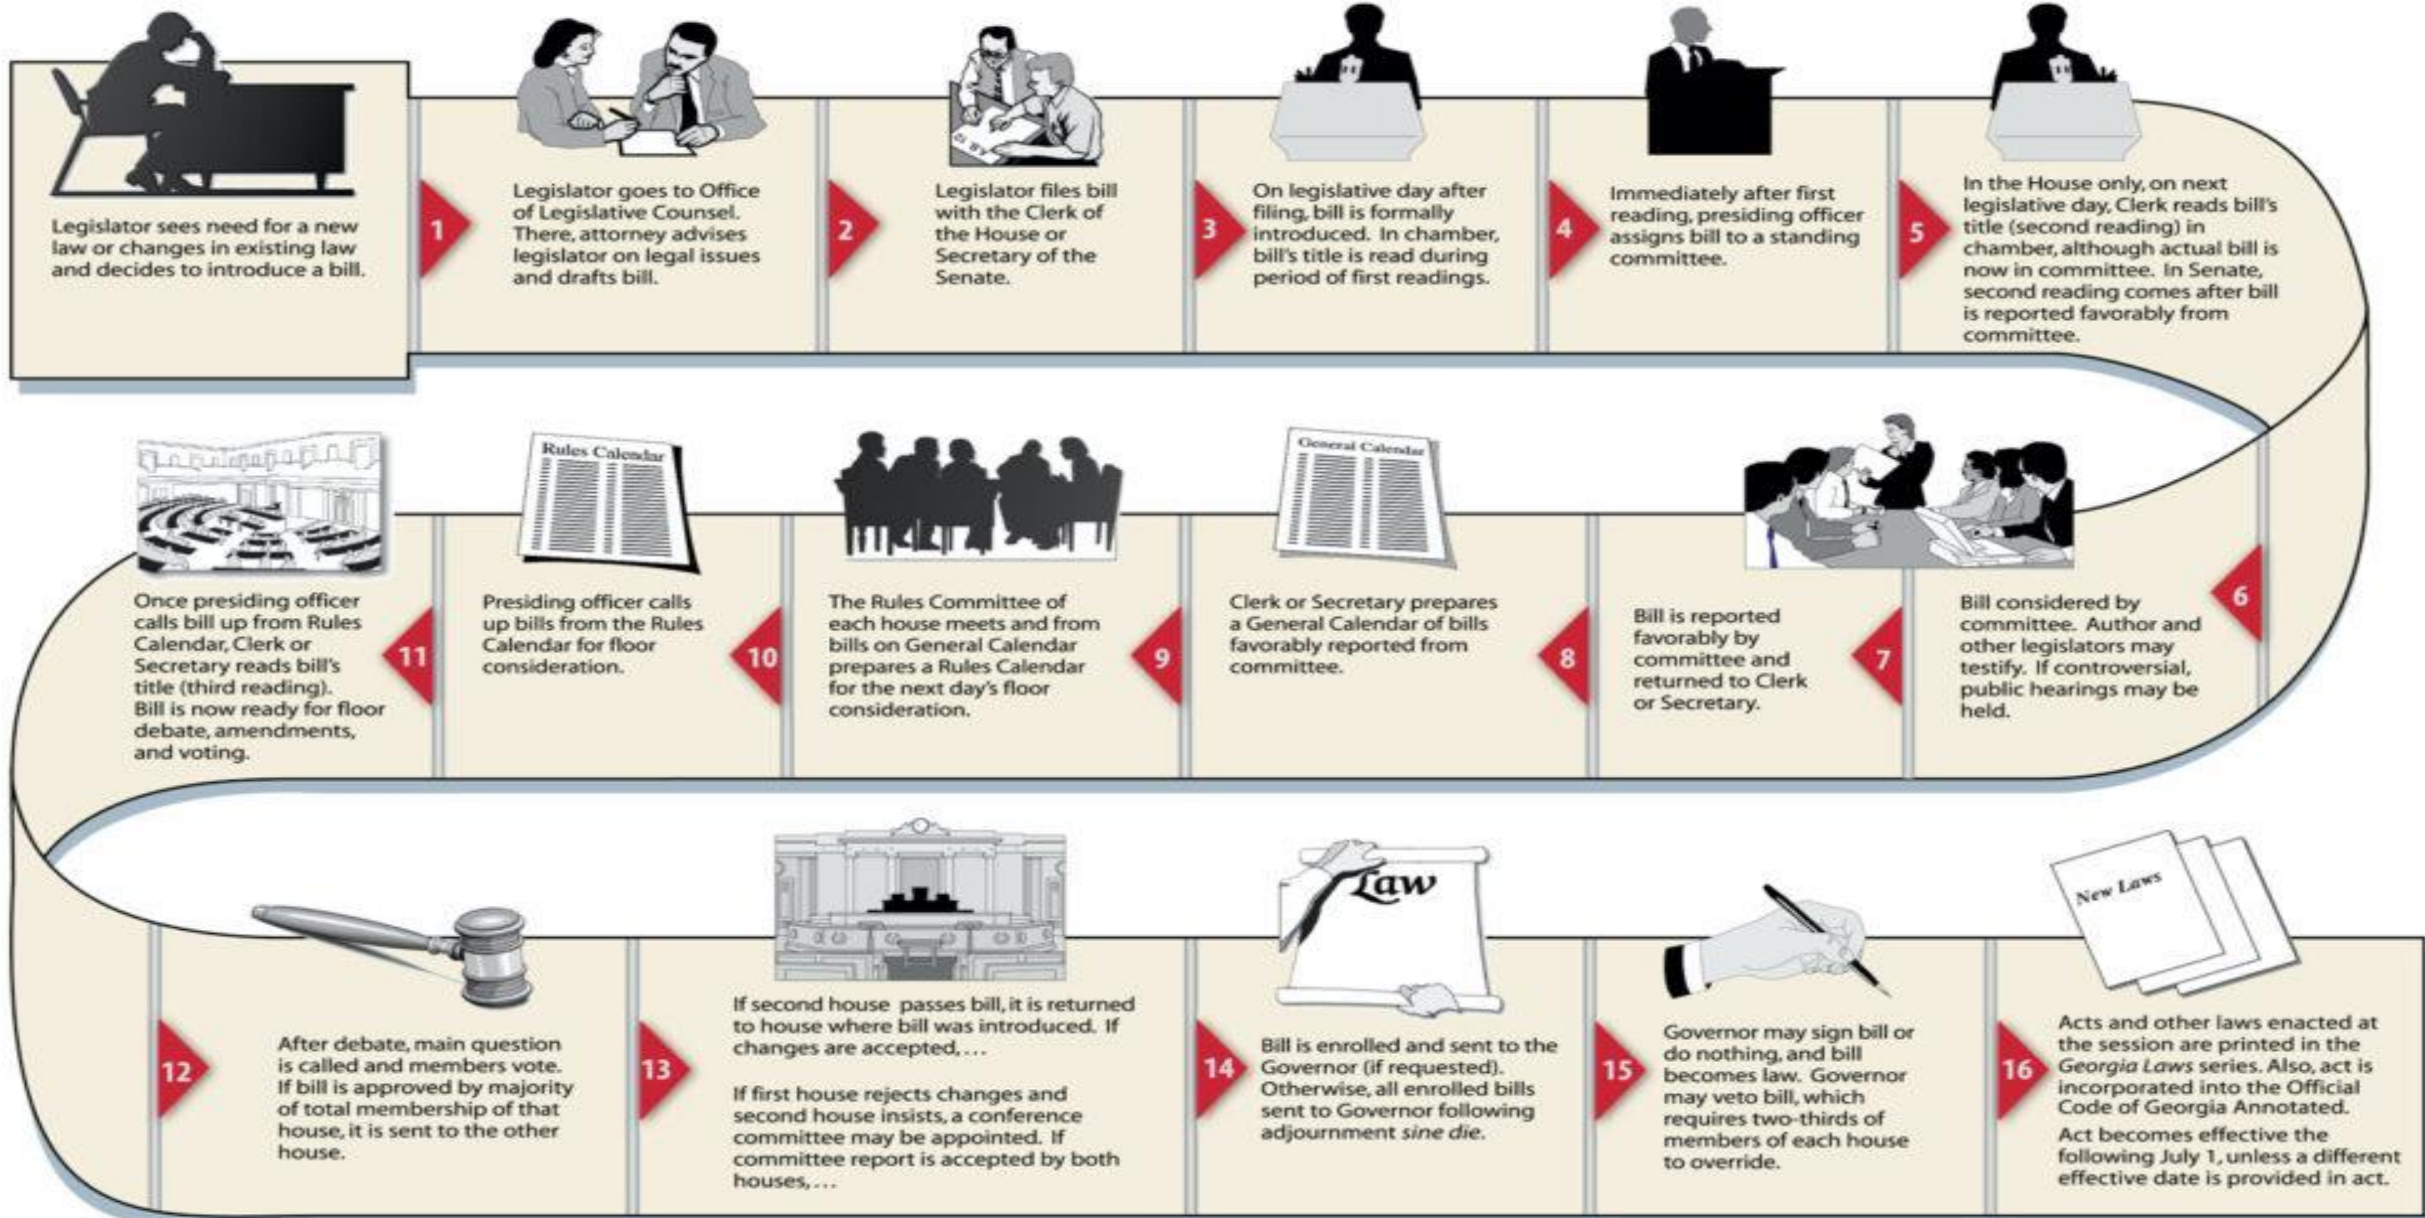 Legislator sees need for a new
law or changes in existing law
and decides to introduce a bill.
1
Legislator goes to Office
of Legislative Counsel.
There, attorney advises
legislator on legal issues
and drafts bill.
2
Legislator files bill
with the Clerk of
the House or
Secretary of the
Senate.
3
On legislative day after
filing, bill is formally
introduced. In chamber,
bill's title is read during
period of first readings.
4
Immediately after first
reading, presiding officer
assigns bill to a standing
committee.
5
In the House only, on next
legislative day, Clerk reads bill's
title (second reading) in
chamber, although actual bill is
now in committee. In Senate,
second reading comes after bill
is reported favorably from
committee.
6
Bill considered by
committee. Author and
other legislators may
testify. If controversial,
public hearings may be
held.
7
Bill is reported
favorably by
committee and
returned to Clerk
or Secretary.
8
General Calendar
Clerk or Secretary prepares
a General Calendar of bills
favorably reported from
committee.
9
The Rules Committee of
each house meets and from
bills on General Calendar
prepares a Rules Calendar
for the next day's floor
consideration.
10
Rules Calendar
Presiding officer calls
up bills from the Rules
Calendar for floor
consideration.
11
Once presiding officer
calls bill up from Rules
Calendar, Clerk or
Secretary reads bill's
title (third reading).
Bill is now ready for floor
debate, amendments,
and voting.
12
After debate, main question
is called and members vote.
If bill is approved by majority
of total membership of that
house, it is sent to the other
house.
13
If second house passes bill, it is returned
to house where bill was introduced. If
changes are accepted,...
If first house rejects changes and
second house insists, a conference
committee may be appointed. If
committee report is accepted by both
houses,...
14
Law
Bill is enrolled and sent to the
Governor (if requested).
Otherwise, all enrolled bills
sent to Governor following
adjournment sine die.
15
Governor may sign bill or
do nothing, and bill
becomes law. Governor
may veto bill, which
requires two-thirds of
members of each house
to override.
16
New Laws
Acts and other laws enacted at
the session are printed in the
Georgia Laws series. Also, act is
incorporated into the Official
Code of Georgia Annotated.
Act becomes effective the
following July 1, unless a different
effective date is provided in act.